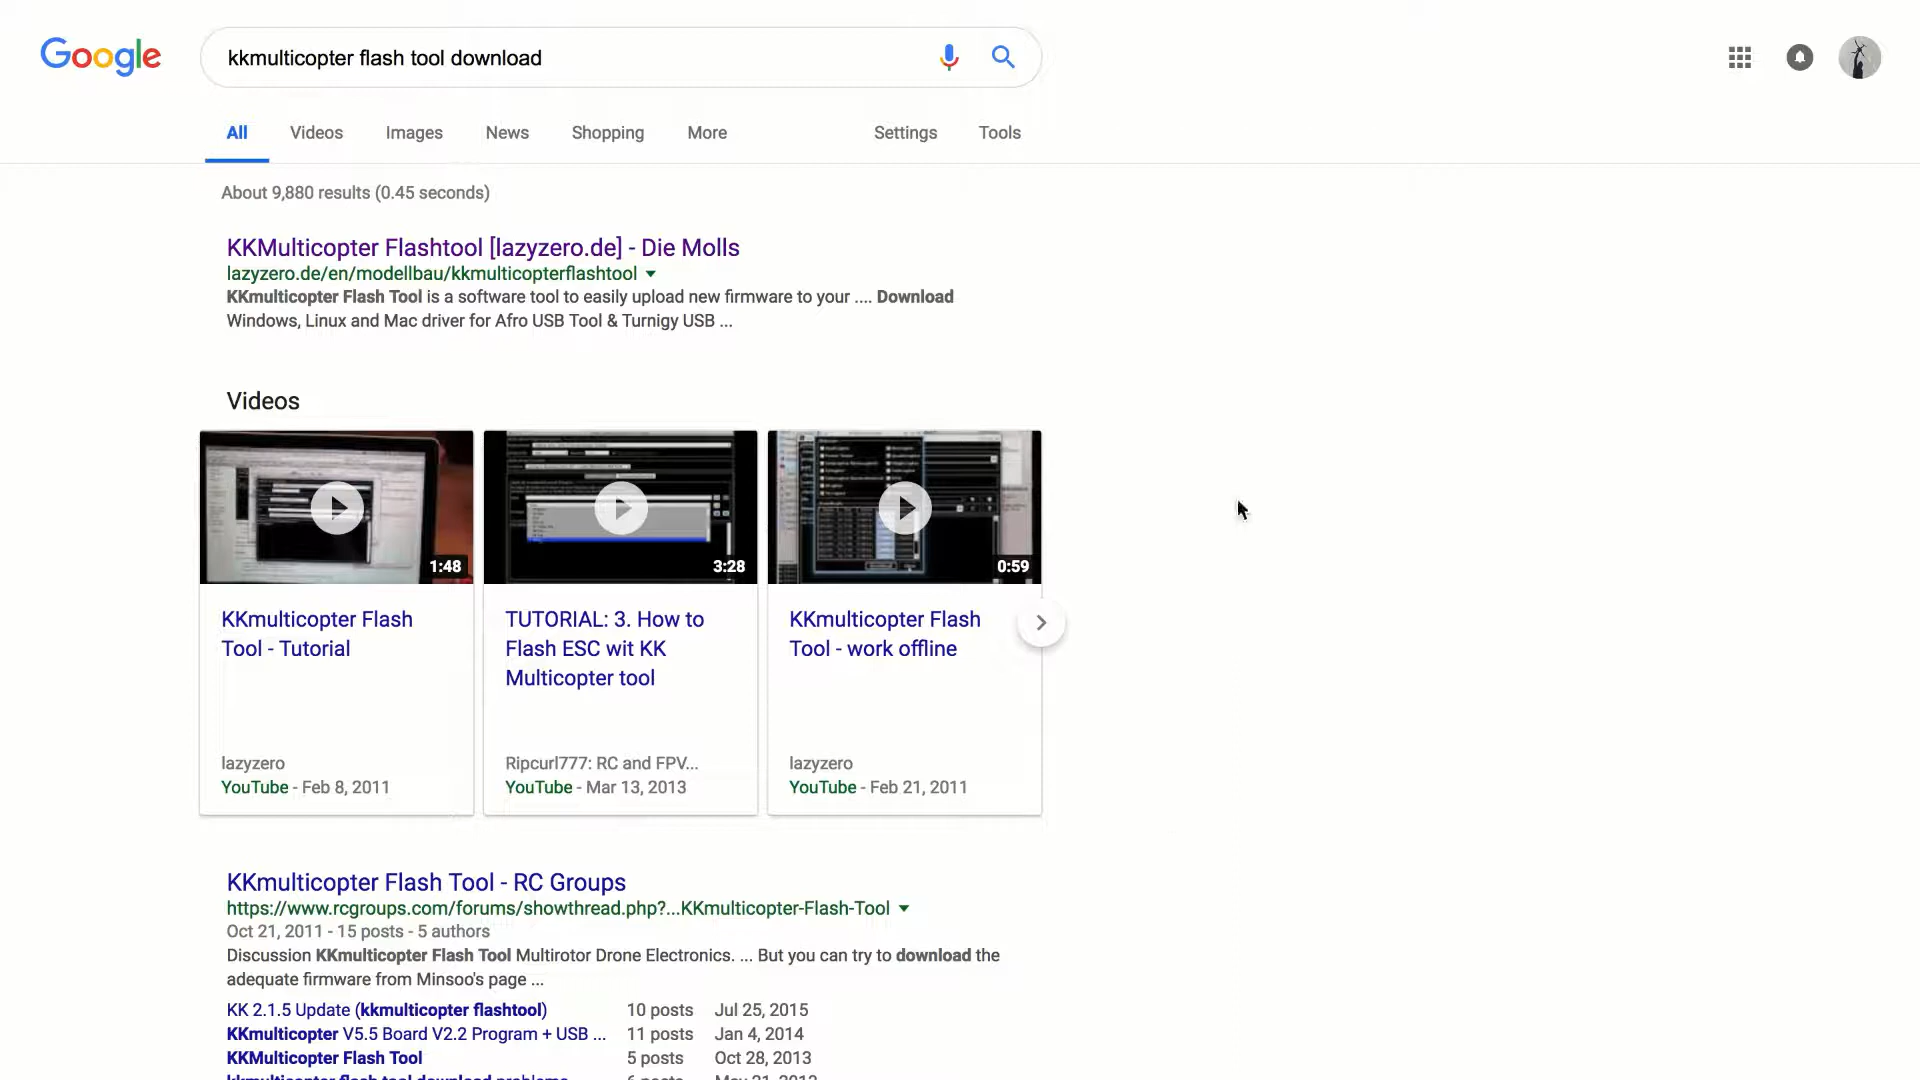 Google
kkmulticopter flash tool download
All Videos Images News Shopping More Settings Tools
About 9,880 results (0.45 seconds)
KKMulticopter Flashtool [lazyzero.de] - Die Molls
lazyzero.de/en/modellbau/kkmulticopterflashtool
KKmulticopter Flash Tool is a software tool to easily upload new firmware to your .... Download
Windows, Linux and Mac driver for Afro USB Tool & Turnigy USB ...
Videos
1:48 3:28 0:59
KKmulticopter Flash
Tool - Tutorial
lazyzero
YouTube - Feb 8, 2011
TUTORIAL: 3. How to
Flash ESC wit KK
Multicopter tool
Ripcurl777: RC and FPV...
YouTube - Mar 13, 2013
KKmulticopter Flash
Tool - work offline
lazyzero
YouTube - Feb 21, 2011
KKmulticopter Flash Tool - RC Groups
https://www.rcgroups.com/forums/showthread.php?...KKmulticopter-Flash-Tool
Oct 21, 2011 - 15 posts - 5 authors
Discussion KKmulticopter Flash Tool Multirotor Drone Electronics. ... But you can try to download the
adequate firmware from Minsoo's page ...
KK 2.1.5 Update (kkmulticopter flashtool) 10 posts Jul 25, 2015
KKmulticopter V5.5 Board V2.2 Program + USB ... 11 posts Jan 4, 2014
KKMulticopter Flash Tool 5 posts Oct 28, 2013